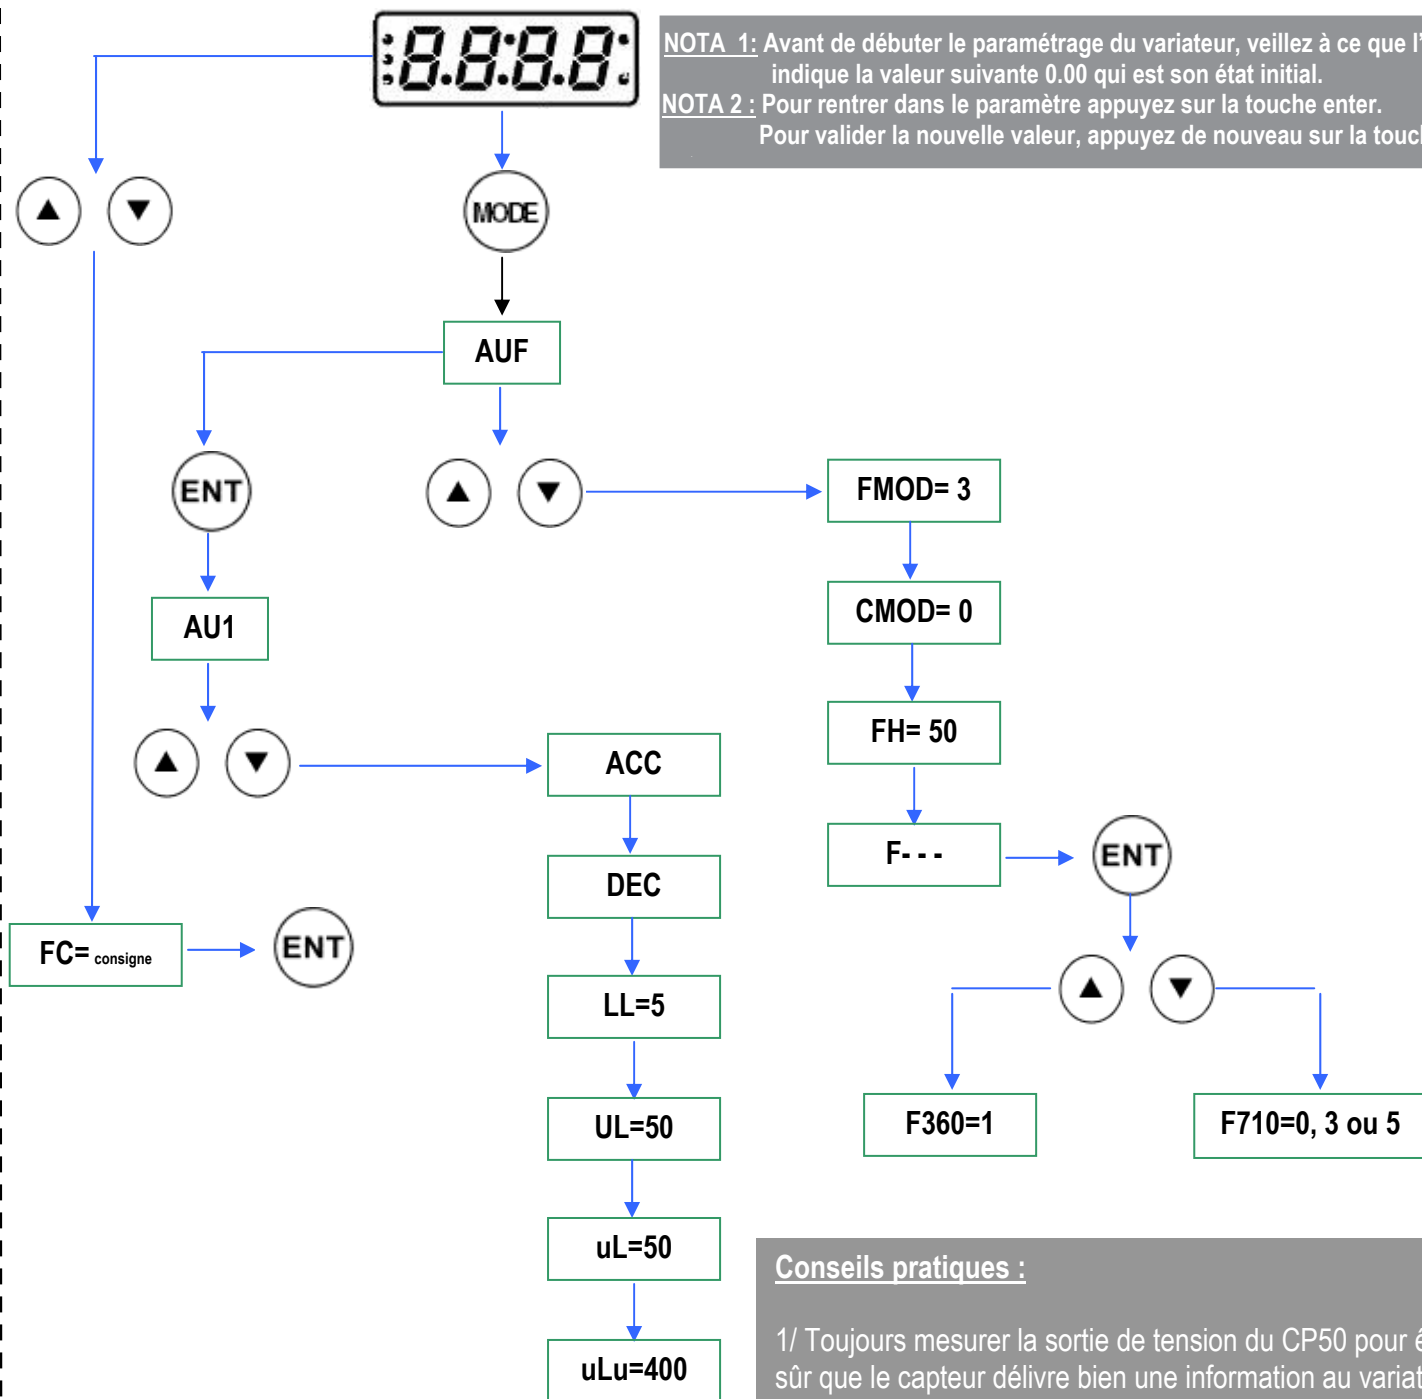 8.8.8.8.
NOTA 1: Avant de débuter le paramétrage du variateur, veillez à ce que l'
indique la valeur suivante 0.00 qui est son état initial.
NOTA 2 : Pour rentrer dans le paramètre appuyez sur la touche enter.
Pour valider la nouvelle valeur, appuyez de nouveau sur la
MODE
AUF
ENT
FMOD= 3
CMOD= 0
AU1
FH= 50
ACC
F- - -
ENT
DEC
FC= consigne
ENT
LL=5
UL=50
F360=1
F710=0, 3 ou 5
uL=50
uLu=400
Conseils pratiques :
1/ Toujours mesurer la sortie de tension du CP50 pour
sûr que le capteur délivre bien une information au